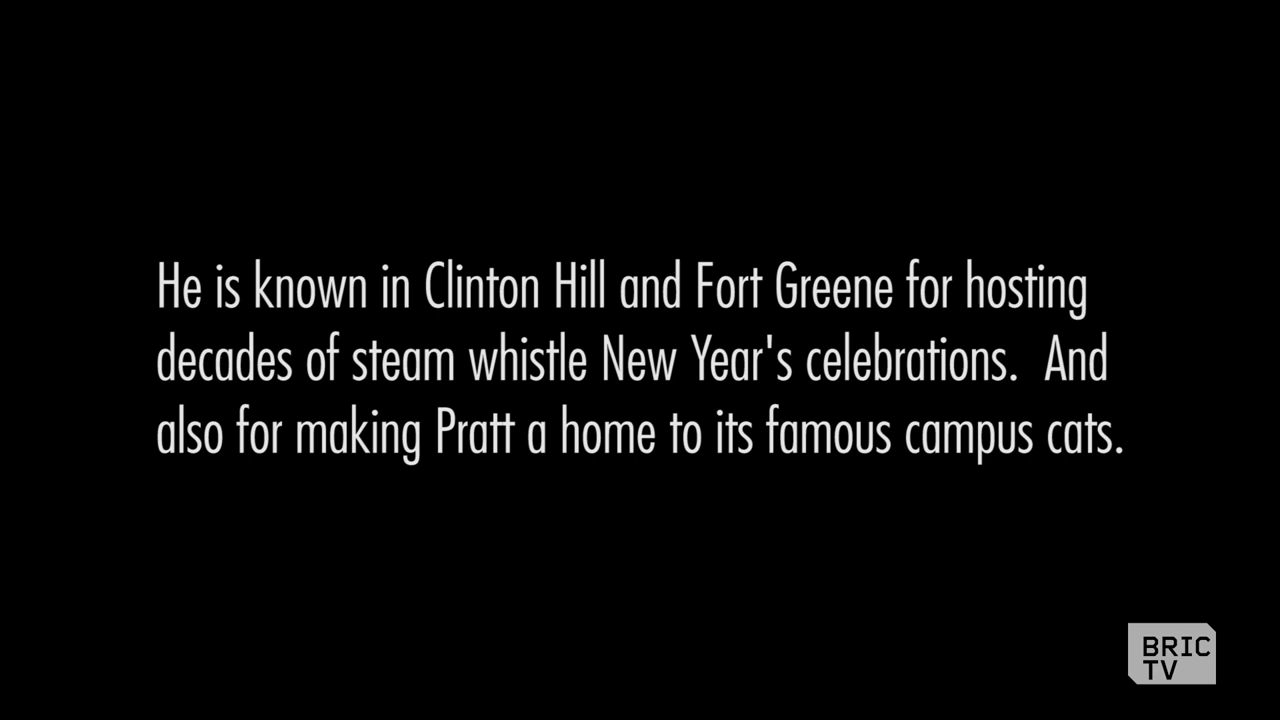 He is known in Clinton Hill and Fort Greene for hosting
decades of steam whistle New Year's celebrations.  And
also for making Pratt a home to its famous campus cats.
BRIC
TV